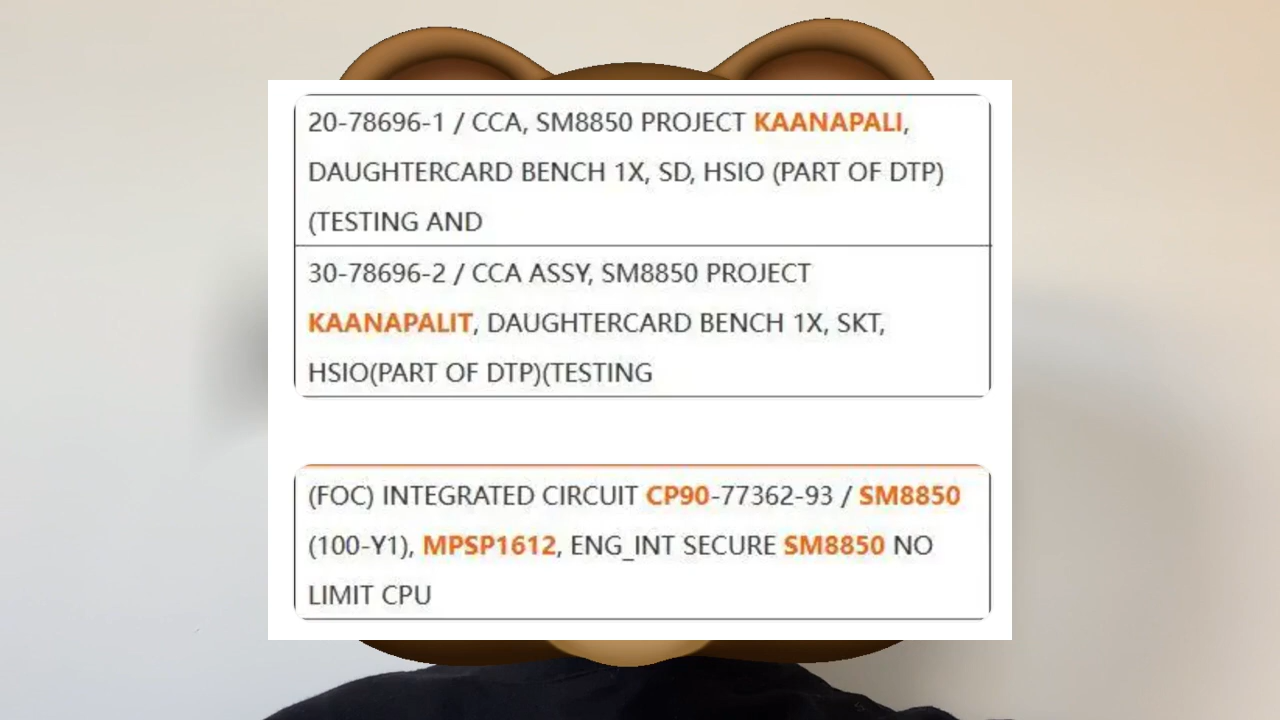 20-78696-1 / CCA, SM8850 PROJECT KAANAPALI,
DAUGHTERCARD BENCH 1X, SD, HSIO (PART OF DTP)
(TESTING AND
30-78696-2 / CCA ASSY, SM8850 PROJECT
KAANAPALIT, DAUGHTERCARD BENCH 1X, SKT,
HSIO(PART OF DTP)(TESTING
(FOC) INTEGRATED CIRCUIT CP90-77362-93 / SM8850
(100-Y1), MPSP1612, ENG_INT SECURE SM8850 NO
LIMIT CPU